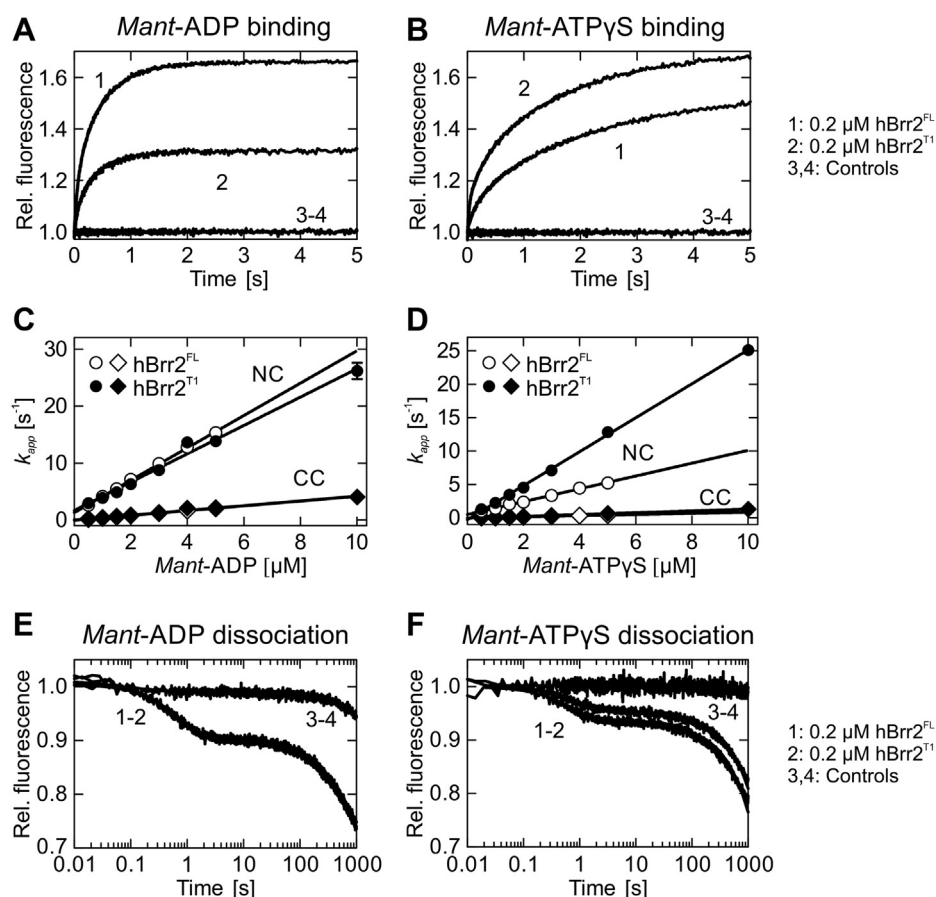 A Mant-ADP binding
Rel. fluorescence
1.6
1.4
1.2
1.0
1
2
3-4
0 1 2 3 4 5
Time [s]
B Mant-ATPγS binding
Rel. fluorescence
1.6
1.4
1.2
1.0
2
1
3-4
0 1 2 3 4 5
Time [s]
1: 0.2 µM hBrr2FL
2: 0.2 µM hBrr2T1
3,4: Controls
C
kapp [s-1]
30
20
10
0
hBrr2FL
hBrr2T1
NC
CC
0 2 4 6 8 10
Mant-ADP [µM]
D
kapp [s-1]
25
20
15
10
5
0
hBrr2FL
hBrr2T1
NC
CC
0 2 4 6 8 10
Mant-ATPγS [µM]
E Mant-ADP dissociation
Rel. fluorescence
1.0
0.9
0.8
0.7
1-2
3-4
0.01 0.1 1 10 100 1000
Time [s]
F Mant-ATPγS dissociation
Rel. fluorescence
1.0
0.9
0.8
0.7
1-2
3-4
0.01 0.1 1 10 100 1000
Time [s]
1: 0.2 µM hBrr2FL
2: 0.2 µM hBrr2T1
3,4: Controls